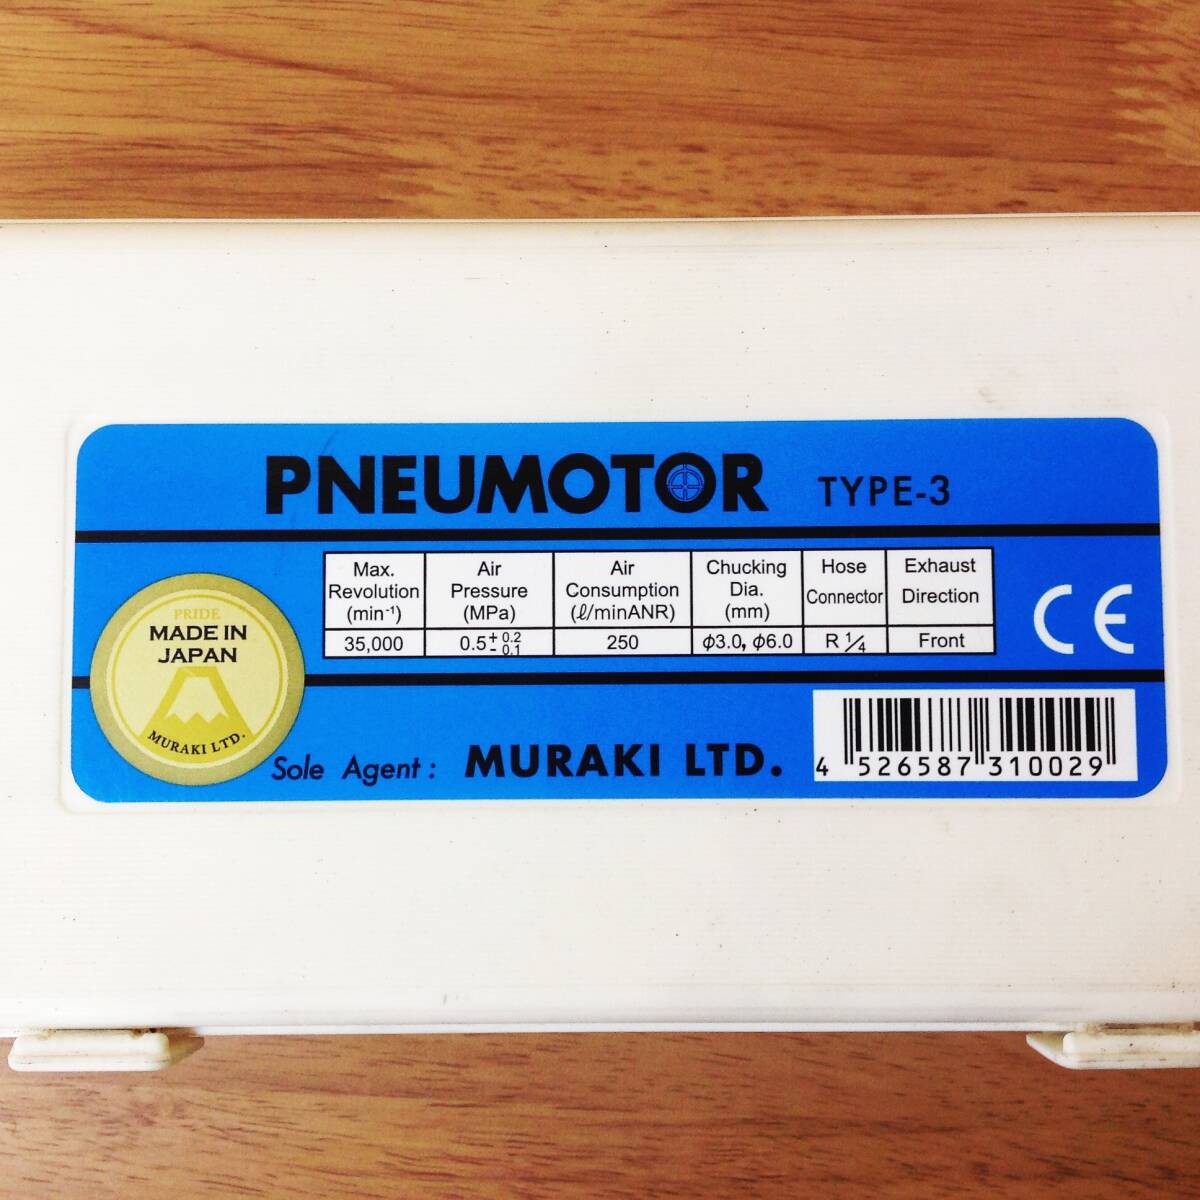 PNEUMOTOR TYPE-3
Max. Revolution (min⁻¹) Air Pressure (MPa) Air Consumption (ℓ/minANR) Chucking Dia. (mm) Hose Connector Exhaust Direction
35,000 0.5 +0.2 -0.1 250 φ3.0, φ6.0 R 1/4 Front
CE
PRIDE
MADE IN
JAPAN
MURAKI LTD.
Sole Agent : MURAKI LTD.
4 526587 310029